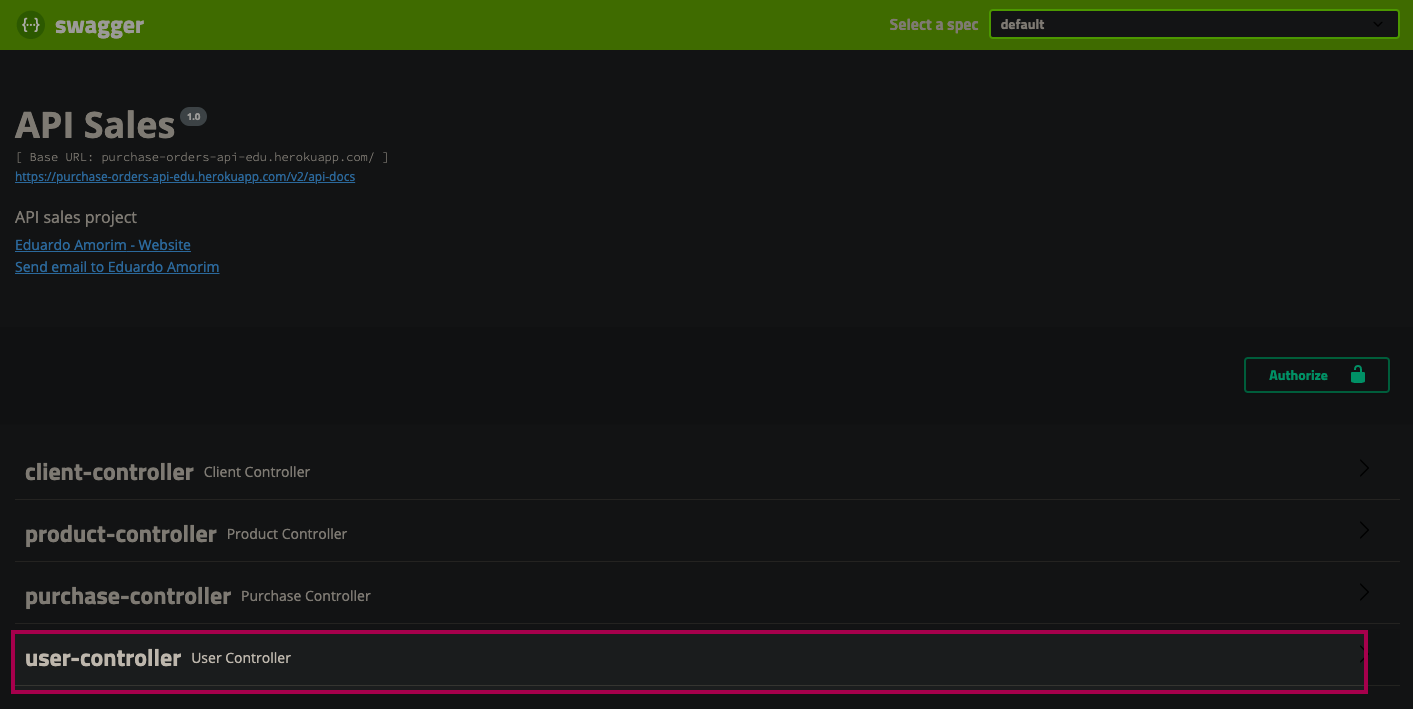 {···} swagger
Select a spec
default
API Sales 1.0
[ Base URL: purchase-orders-api-edu.herokuapp.com/ ]
https://purchase-orders-api-edu.herokuapp.com/v2/api-docs
API sales project
Eduardo Amorim - Website
Send email to Eduardo Amorim
Authorize
client-controller Client Controller
product-controller Product Controller
purchase-controller Purchase Controller
user-controller User Controller